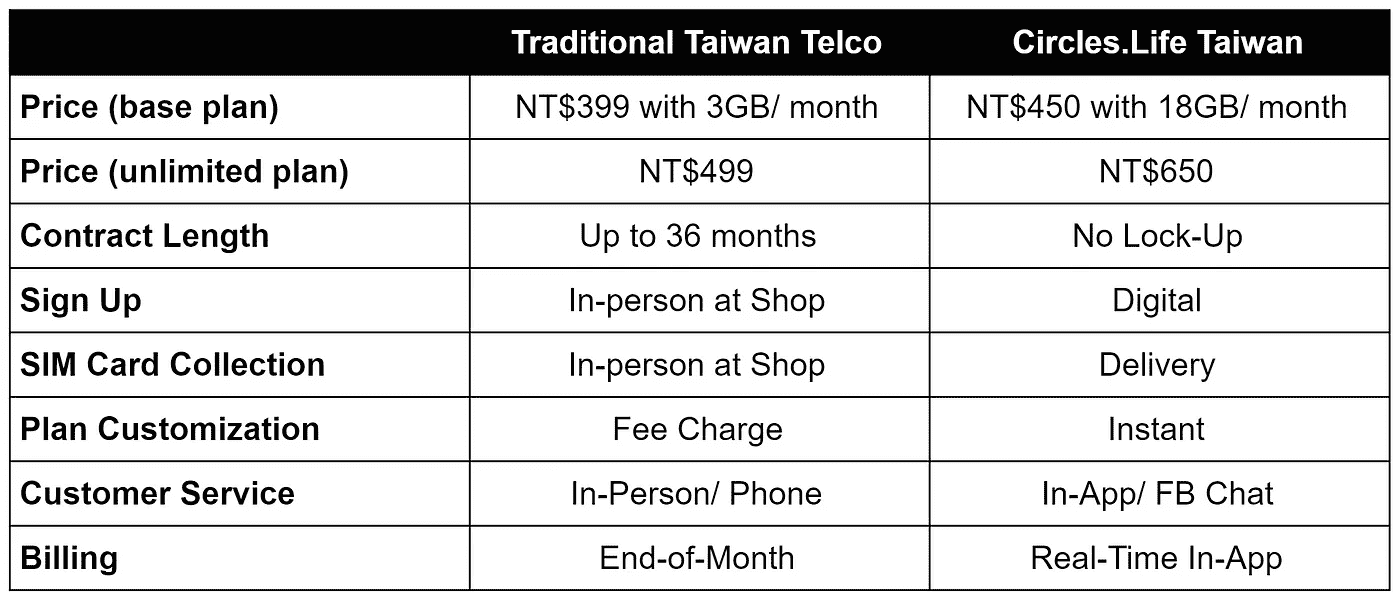 Traditional Taiwan Telco Circles.Life Taiwan
Price (base plan) NT$399 with 3GB/ month NT$450 with 18GB/ month
Price (unlimited plan) NT$499 NT$650
Contract Length Up to 36 months No Lock-Up
Sign Up In-person at Shop Digital
SIM Card Collection In-person at Shop Delivery
Plan Customization Fee Charge Instant
Customer Service In-Person/ Phone In-App/ FB Chat
Billing End-of-Month Real-Time In-App